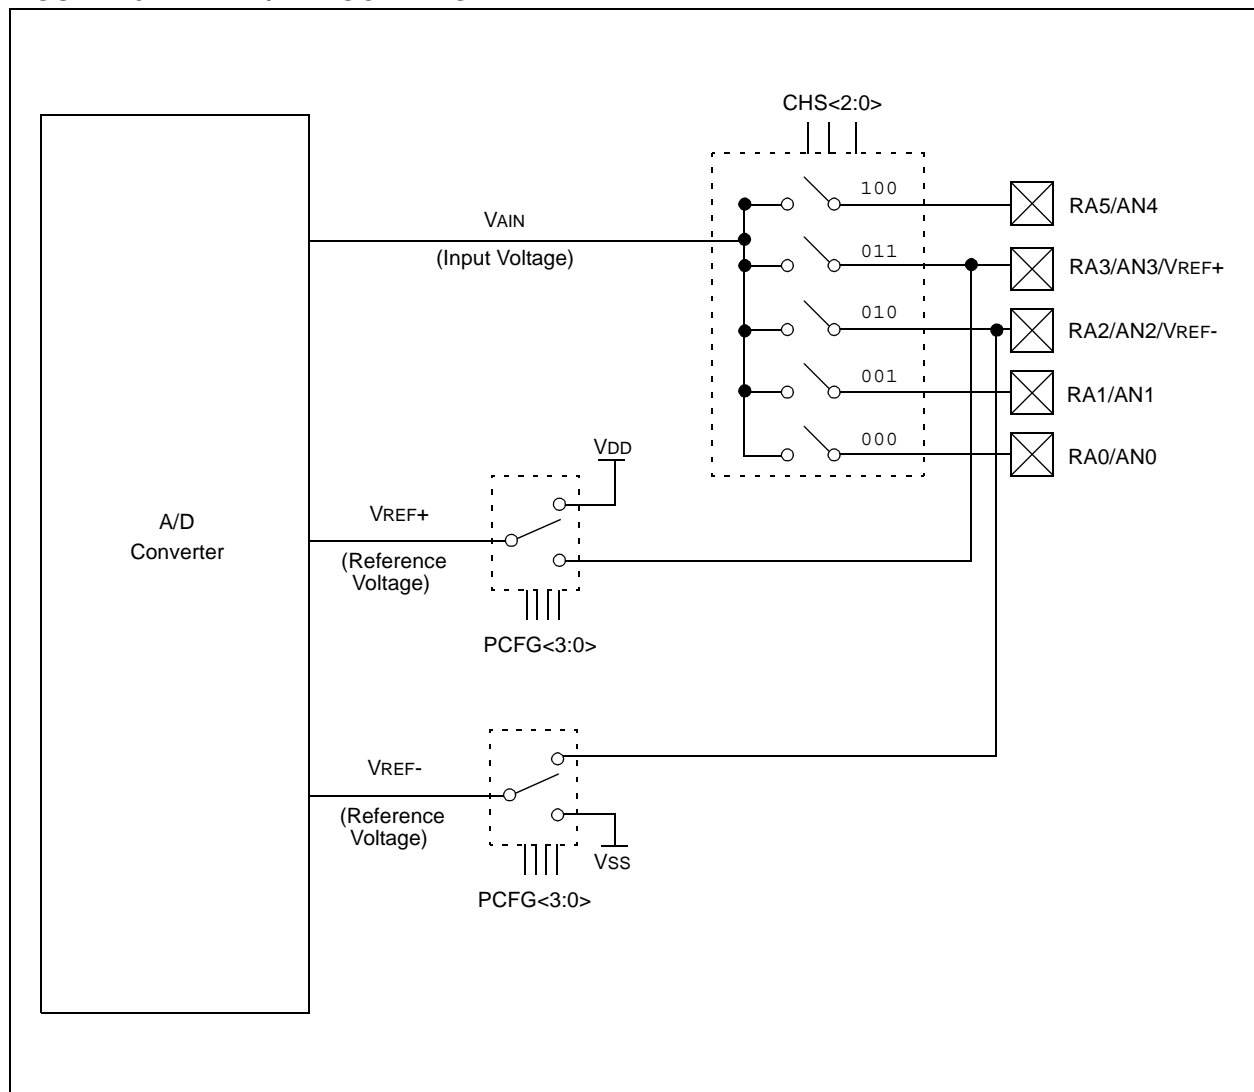 CHS<2:0>
100
RA5/AN4
VAIN
(Input Voltage)
011
RA3/AN3/VREF+
010
RA2/AN2/VREF-
001
RA1/AN1
000
RA0/AN0
VDD
A/D
Converter
VREF+
(Reference
Voltage)
PCFG<3:0>
VREF-
(Reference
Voltage)
VSS
PCFG<3:0>